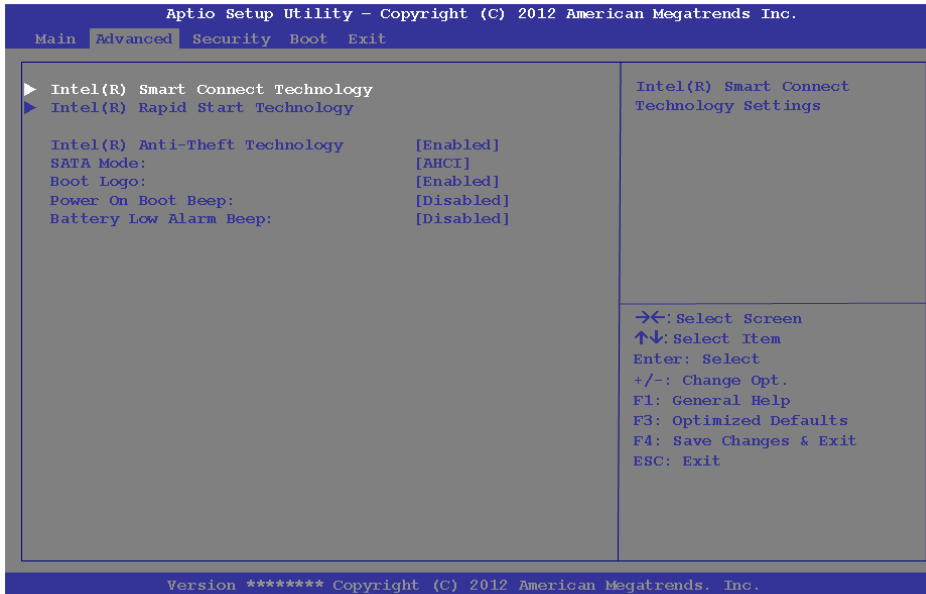 Aptio Setup Utility – Copyright (C) 2012 American Megatrends Inc.
Main Advanced Security Boot Exit
▶ Intel(R) Smart Connect Technology
▶ Intel(R) Rapid Start Technology
Intel(R) Anti-Theft Technology [Enabled]
SATA Mode: [AHCI]
Boot Logo: [Enabled]
Power On Boot Beep: [Disabled]
Battery Low Alarm Beep: [Disabled]
Intel(R) Smart Connect
Technology Settings
→←: Select Screen
↑↓: Select Item
Enter: Select
+/-: Change Opt.
F1: General Help
F3: Optimized Defaults
F4: Save Changes & Exit
ESC: Exit
Version ******** Copyright (C) 2012 American Megatrends. Inc.